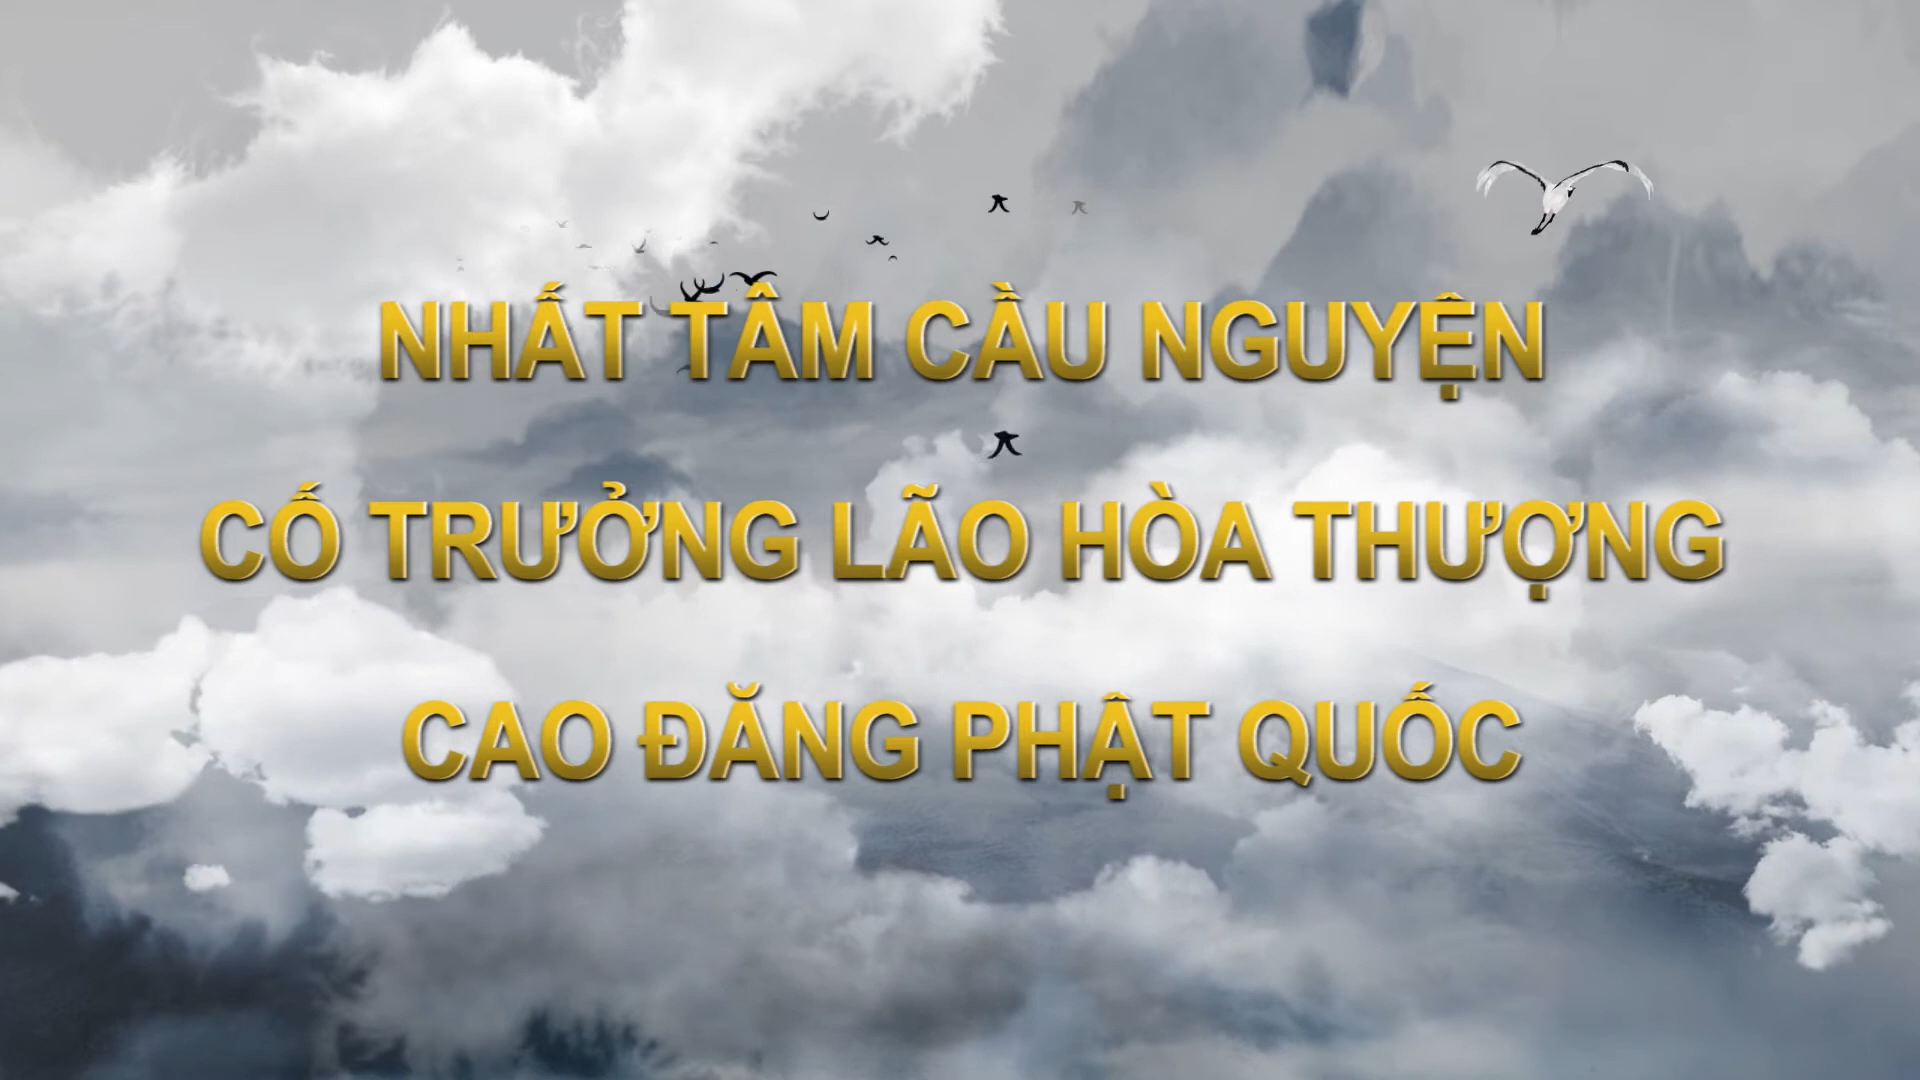 NHẤT TÂM CẦU NGUYỆN
CỐ TRƯỞNG LÃO HÒA THƯỢNG
CAO ĐĂNG PHẬT QUỐC